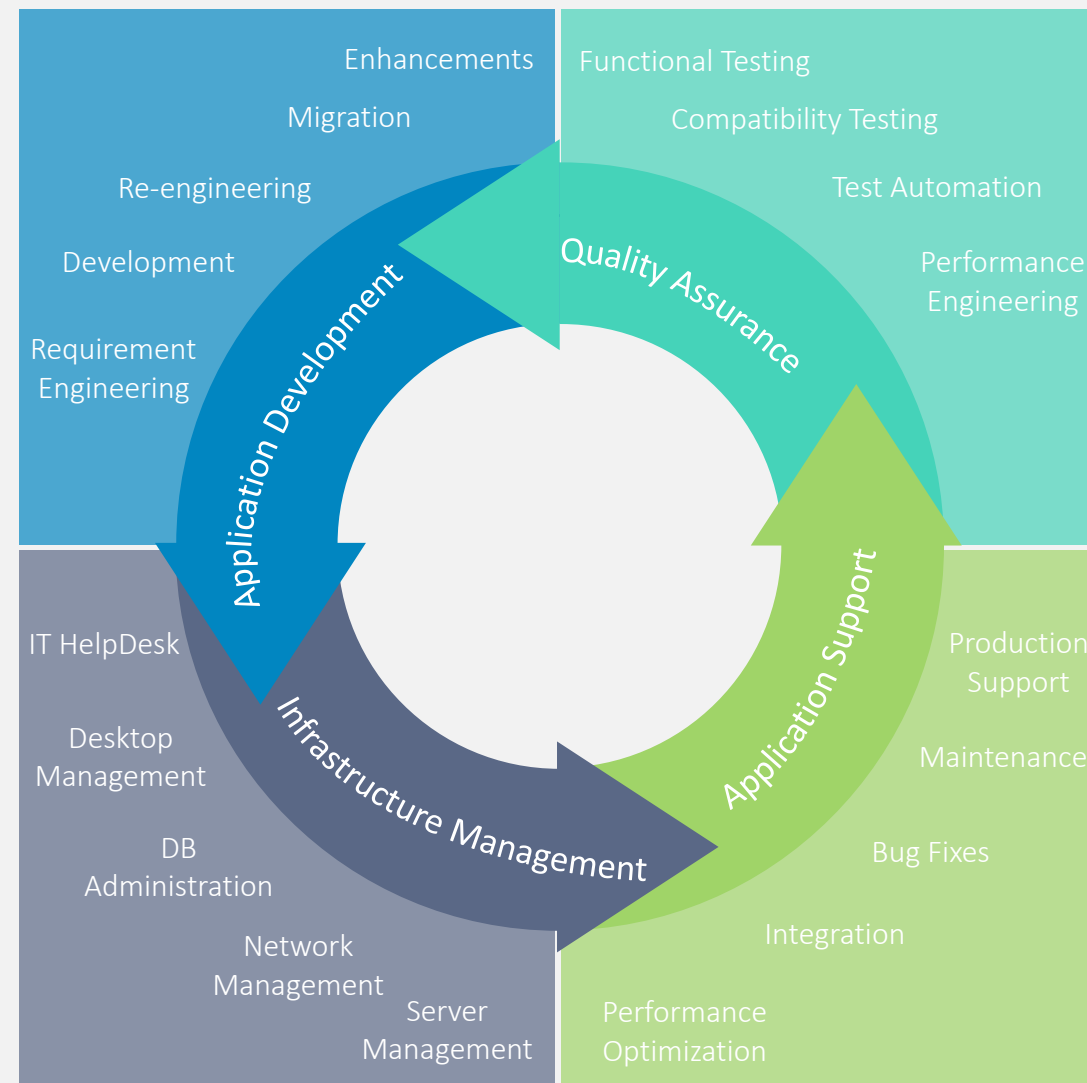 Enhancements
Migration
Re-engineering
Development
Requirement
Engineering
Application Development
Functional Testing
Compatibility Testing
Test Automation
Performance
Engineering
Quality Assurance
IT HelpDesk
Desktop
Management
DB
Administration
Network
Management
Server
Management
Infrastructure Management
Production
Support
Maintenance
Bug Fixes
Integration
Performance
Optimization
Application Support